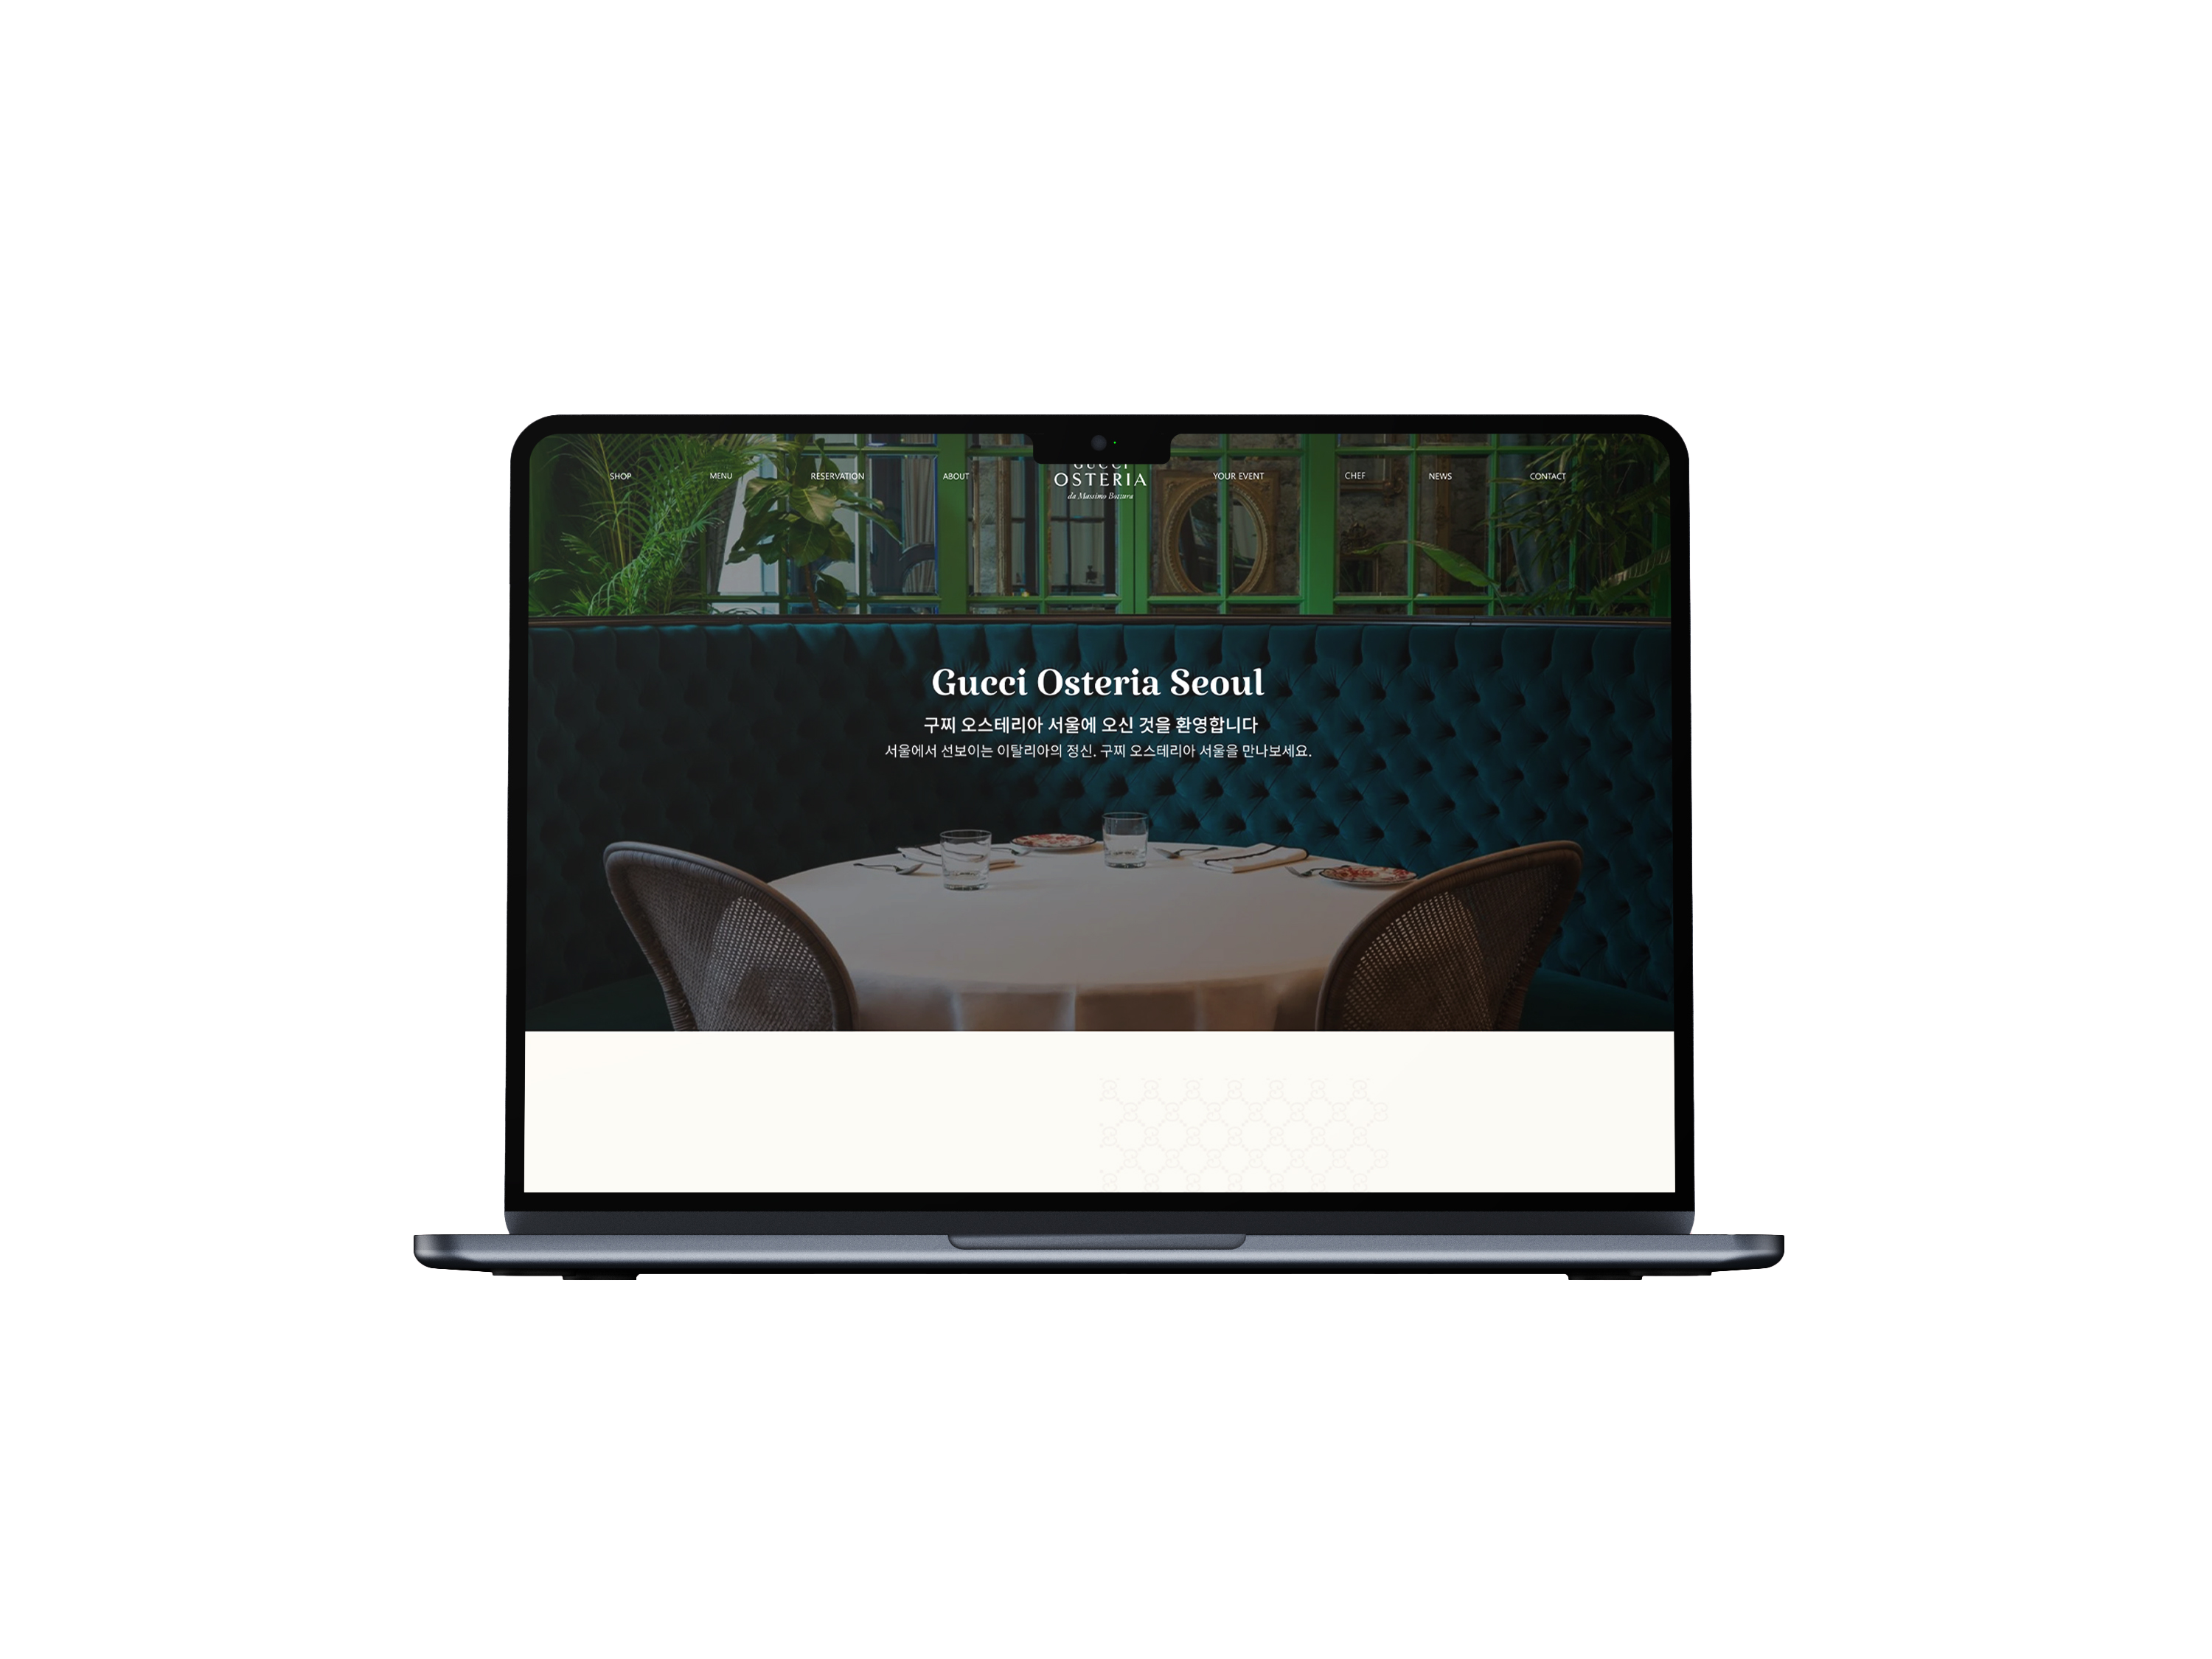 SHOP MENU RESERVATION ABOUT
GUCCI
OSTERIA
da Massimo Bottura
YOUR EVENT CHEF NEWS CONTACT
Gucci Osteria Seoul
구찌 오스테리아 서울에 오신 것을 환영합니다
서울에서 선보이는 이탈리아의 정신. 구찌 오스테리아 서울을 만나보세요.